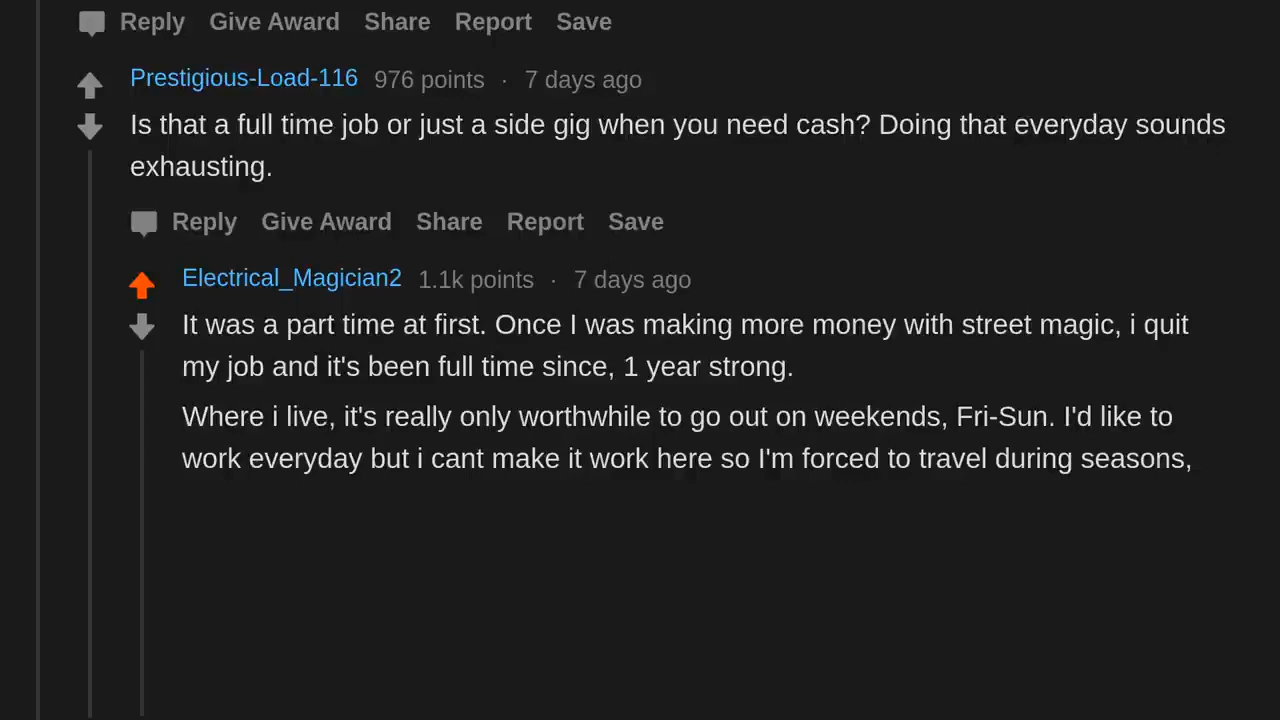 Reply Give Award Share Report Save
Prestigious-Load-116 976 points · 7 days ago
Is that a full time job or just a side gig when you need cash? Doing that everyday sounds
exhausting.
Reply Give Award Share Report Save
Electrical_Magician2 1.1k points · 7 days ago
It was a part time at first. Once I was making more money with street magic, i quit
my job and it's been full time since, 1 year strong.
Where i live, it's really only worthwhile to go out on weekends, Fri-Sun. I'd like to
work everyday but i cant make it work here so I'm forced to travel during seasons,